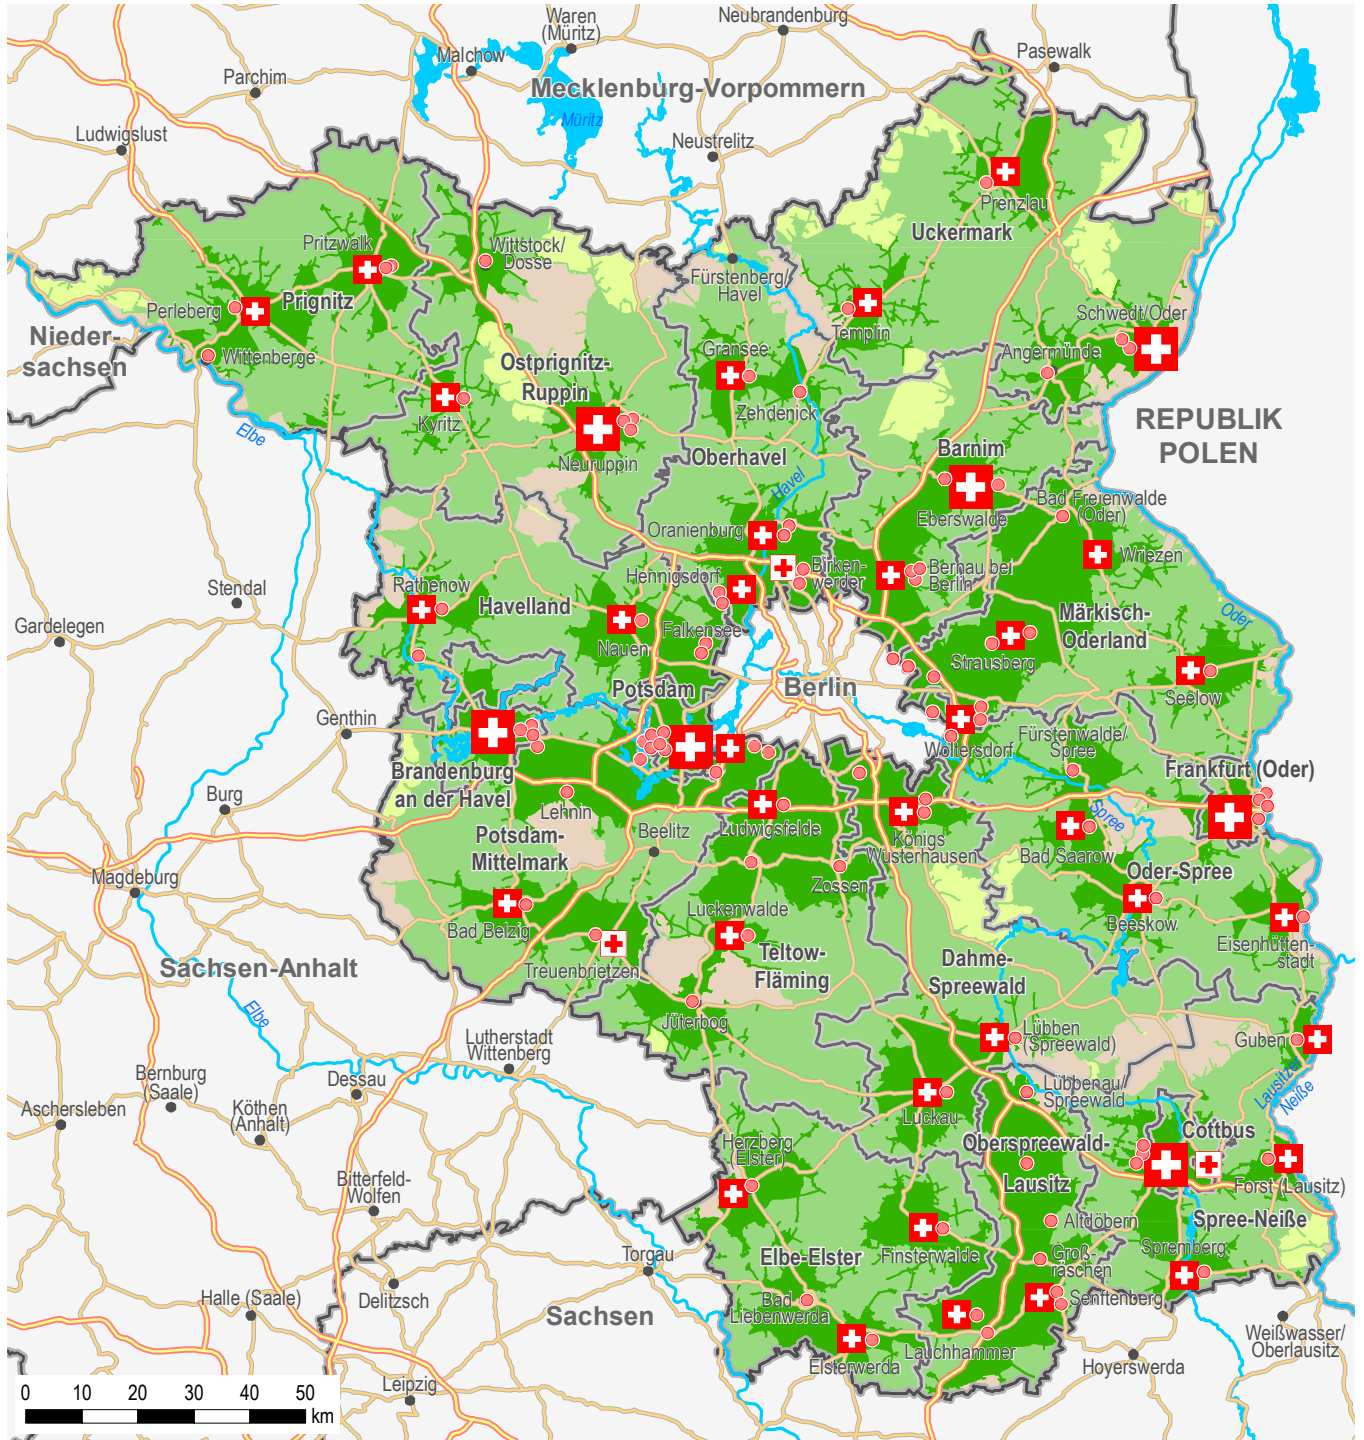 Neubrandenburg
Waren
(Müritz)
Malchow
Pasewalk
Parchim
Mecklenburg-Vorpommern
Müritz
Ludwigslust
Neustrelitz
Prenzlau
Uckermark
Pritzwalk
Wittstock/
Dosse
Fürstenberg/
Havel
Perleberg
Prignitz
Templin
Schwedt/Oder
Nieder-
sachsen
Wittenberge
Ostprignitz-
Ruppin
Gransee
Angermünde
Zehdenick
Kyritz
REPUBLIK
POLEN
Elbe
Neuruppin
Oberhavel
Barnim
Havel
Eberswalde
Bad Freienwalde
(Oder)
Oranienburg
Wriezen
Hennigsdorf
Birken-
werder
Bernau bei
Berlin
Stendal
Rathenow
Havelland
Märkisch-
Oderland
Oder
Gardelegen
Nauen
Falkensee
Strausberg
Seelow
Potsdam
Berlin
Genthin
Woltersdorf
Fürstenwalde/
Spree
Brandenburg
an der Havel
Frankfurt (Oder)
Burg
Lehnin
Spree
Ludwigsfelde
Potsdam-
Mittelmark
Beelitz
Königs
Wusterhausen
Bad Saarow
Magdeburg
Zossen
Oder-Spree
Luckenwalde
Beeskow
Bad Belzig
Eisenhütten-
stadt
Sachsen-Anhalt
Treuenbrietzen
Teltow-
Fläming
Dahme-
Spreewald
Elbe
Jüterbog
Lutherstadt
Wittenberg
Lübben
(Spreewald)
Guben
Bernburg
(Saale)
Dessau
Lübbenau/
Spreewald
Lausitzer
Neiße
Aschersleben
Köthen
(Anhalt)
Luckau
Herzberg
(Elster)
Oberspreewald-
Lausitz
Cottbus
Bitterfeld-
Wolfen
Forst (Lausitz)
Altdöbern
Spree-Neiße
Elbe-Elster
Finsterwalde
Torgau
Groß-
räschen
Spremberg
Halle (Saale)
Delitzsch
Sachsen
Bad
Liebenwerda
Senftenberg
Lauchhammer
Elsterwerda
Hoyerswerda
Weißwasser/
Oberlausitz
Leipzig
0 10 20 30 40 50
km